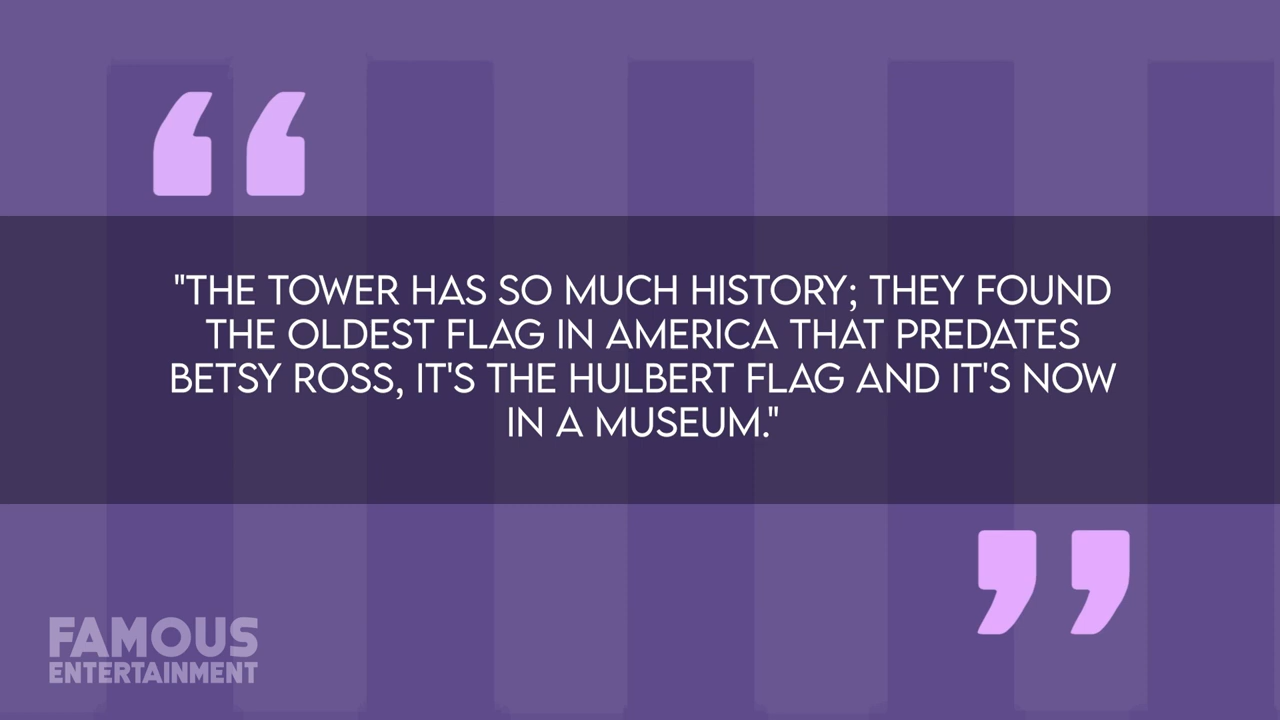 "THE TOWER HAS SO MUCH HISTORY; THEY FOUND
THE OLDEST FLAG IN AMERICA THAT PREDATES
BETSY ROSS, IT'S THE HULBERT FLAG AND IT'S NOW
IN A MUSEUM."
FAMOUS
ENTERTAINMENT